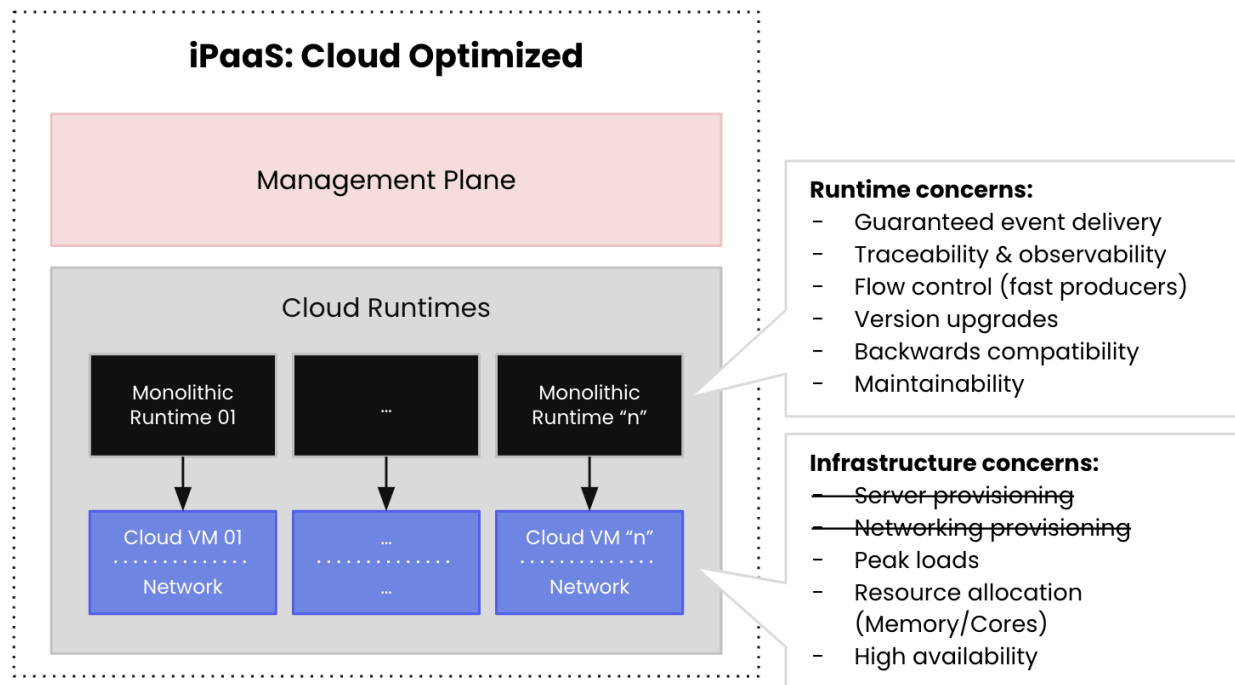 iPaaS: Cloud Optimized
Management Plane
Cloud Runtimes
Monolithic
Runtime 01
...
Monolithic
Runtime “n”
Cloud VM 01
Network
...
...
Cloud VM “n”
Network
Runtime concerns:
- Guaranteed event delivery
- Traceability & observability
- Flow control (fast producers)
- Version upgrades
- Backwards compatibility
- Maintainability
Infrastructure concerns:
- Server provisioning
- Networking provisioning
- Peak loads
- Resource allocation
(Memory/Cores)
- High availability